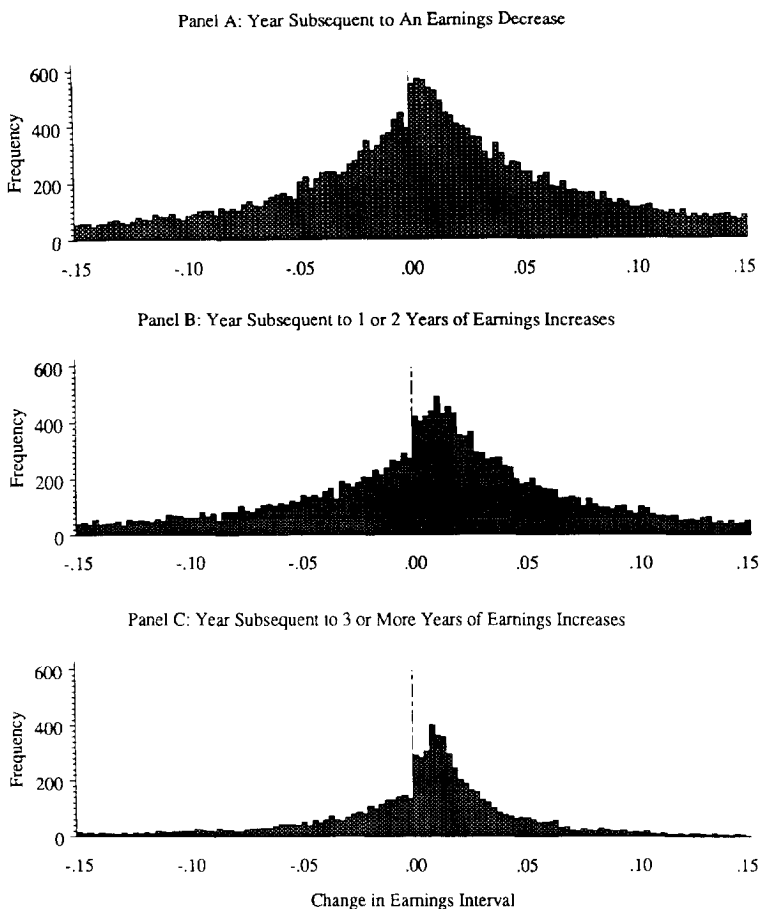 Panel A: Year Subsequent to An Earnings Decrease
600
400
200
0
Frequency
-.15 -.10 -.05 .00 .05 .10 .15
Panel B: Year Subsequent to 1 or 2 Years of Earnings Increases
600
400
200
0
Frequency
-.15 -.10 -.05 .00 .05 .10 .15
Panel C: Year Subsequent to 3 or More Years of Earnings Increases
600
400
200
0
Frequency
-.15 -.10 -.05 .00 .05 .10 .15
Change in Earnings Interval